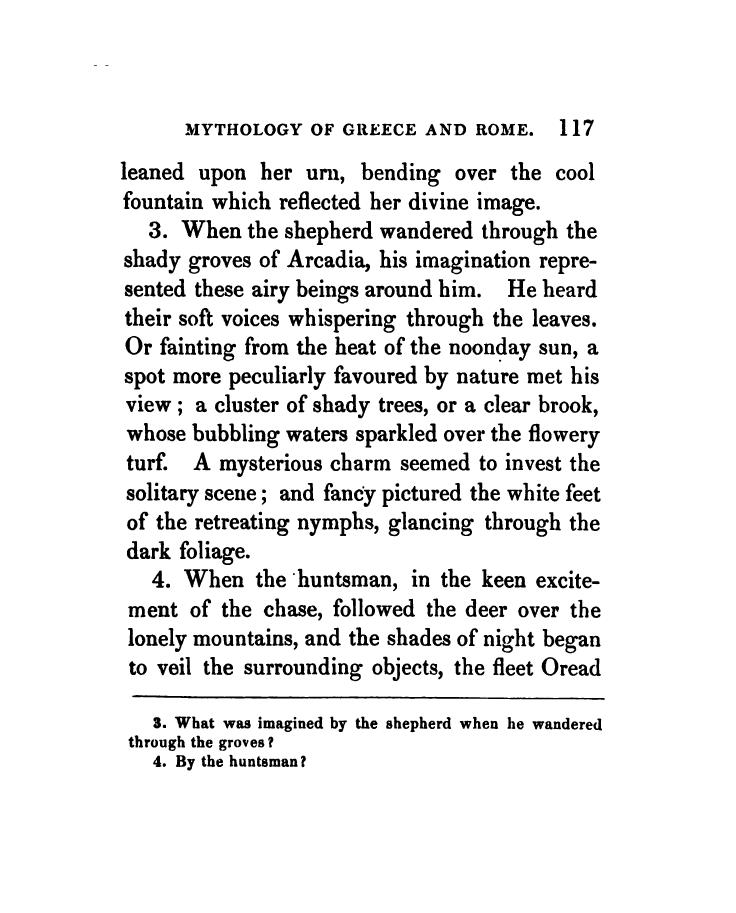 MYTHOLOGY OF GREECE AND ROME. 117
leaned upon her urn, bending over the cool
fountain which reflected her divine image.
3. When the shepherd wandered through the
shady groves of Arcadia, his imagination repre-
sented these airy beings around him. He heard
their soft voices whispering through the leaves.
Or fainting from the heat of the noonday sun, a
spot more peculiarly favoured by nature met his
view; a cluster of shady trees, or a clear brook,
whose bubbling waters sparkled over the flowery
turf. A mysterious charm seemed to invest the
solitary scene; and fancy pictured the white feet
of the retreating nymphs, glancing through the
dark foliage.
4. When the huntsman, in the keen excite-
ment of the chase, followed the deer over the
lonely mountains, and the shades of night began
to veil the surrounding objects, the fleet Oread
3. What was imagined by the shepherd when he wandered
through the groves?
4. By the huntsman?